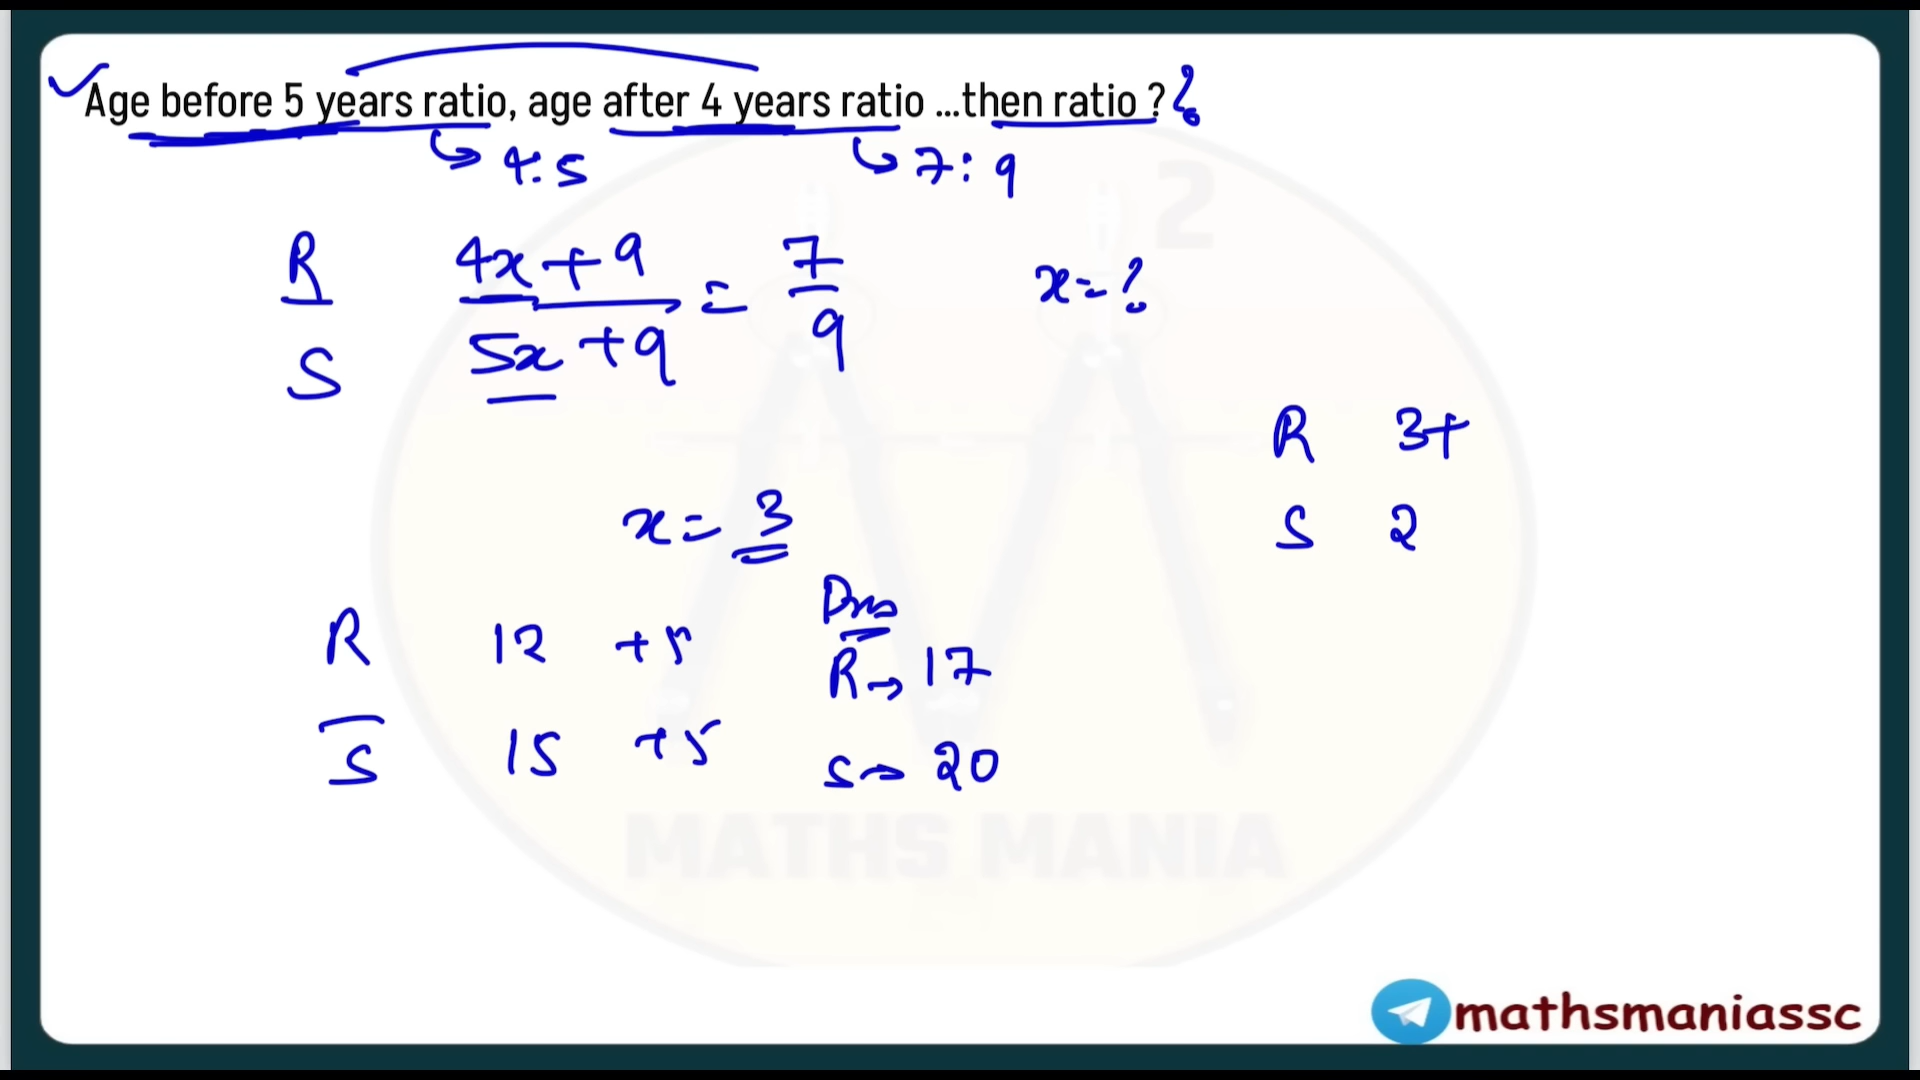 Age before 5 years ratio, age after 4 years ratio ...then ratio ?
4:5 7:9
R 4x+9 = 7 x=?
S 5x+9 9
R 3+
x=3
S 2
R 12 +5 R→17
S 15 +5 S→20
2
MATHS MANIA
mathsmaniassc